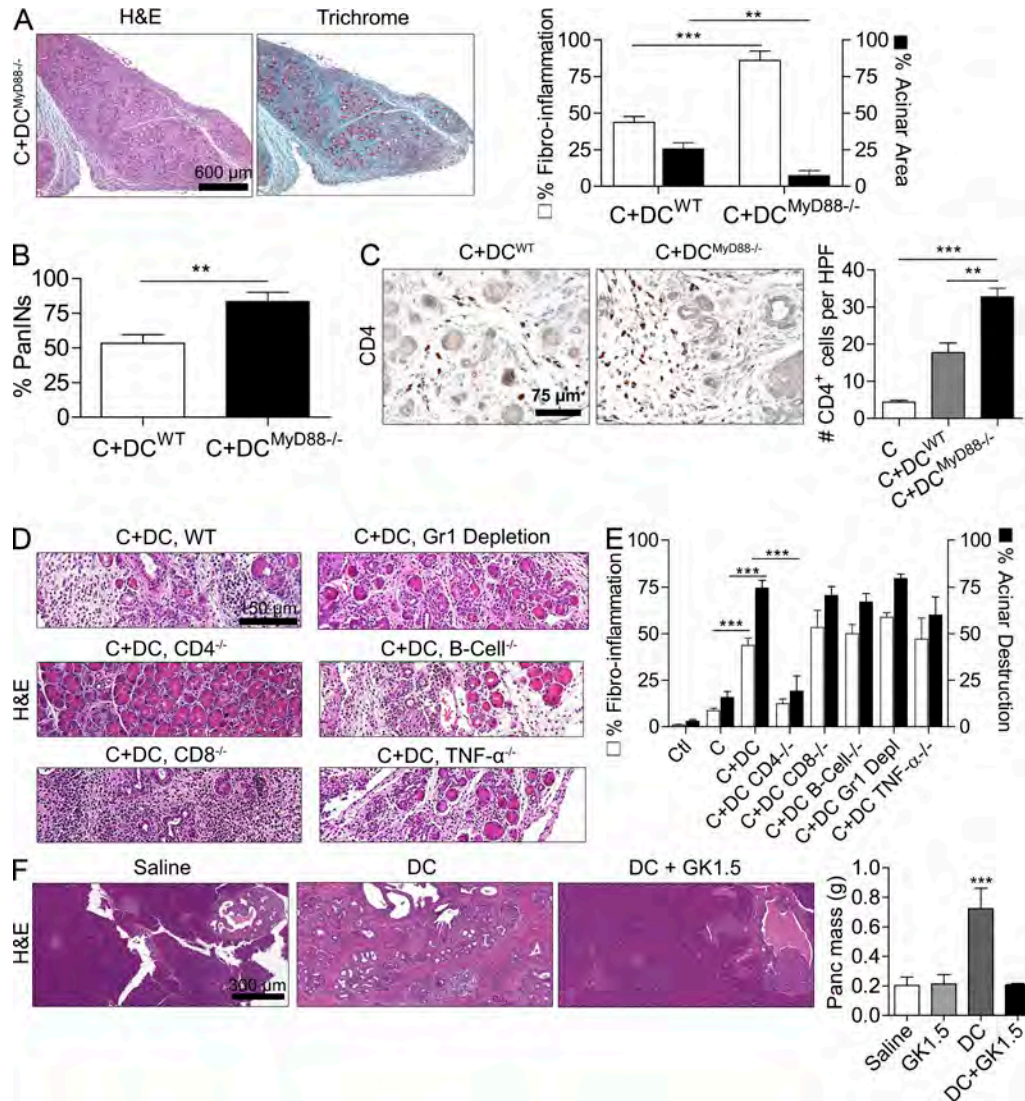 A
H&E
Trichrome
C+DC^MyD88-/-
600 µm
% Fibro-inflammation
100
75
50
25
0
***
**
100
75
50
25
0
% Acinar Area
C+DC^WT
C+DC^MyD88-/-
B
% PanINs
100
75
50
25
0
**
C+DC^WT
C+DC^MyD88-/-
C
C+DC^WT
C+DC^MyD88-/-
CD4
75 µm
# CD4+ cells per HPF
40
30
20
10
0
***
**
C
C+DC^WT
C+DC^MyD88-/-
D
C+DC, WT
C+DC, Gr1 Depletion
150 µm
C+DC, CD4-/-
C+DC, B-Cell-/-
H&E
C+DC, CD8-/-
C+DC, TNF-α-/-
E
% Fibro-inflammation
100
75
50
25
0
***
***
***
100
75
50
25
0
% Acinar Destruction
Ctl
C
C+DC
C+DC CD4-/-
C+DC CD8-/-
C+DC B-Cell-/-
C+DC Gr1 Depl
C+DC TNF-α-/-
F
Saline
DC
DC + GK1.5
H&E
300 µm
Panc mass (g)
1.0
0.8
0.6
0.4
0.2
0.0
***
Saline
GK1.5
DC
DC+GK1.5